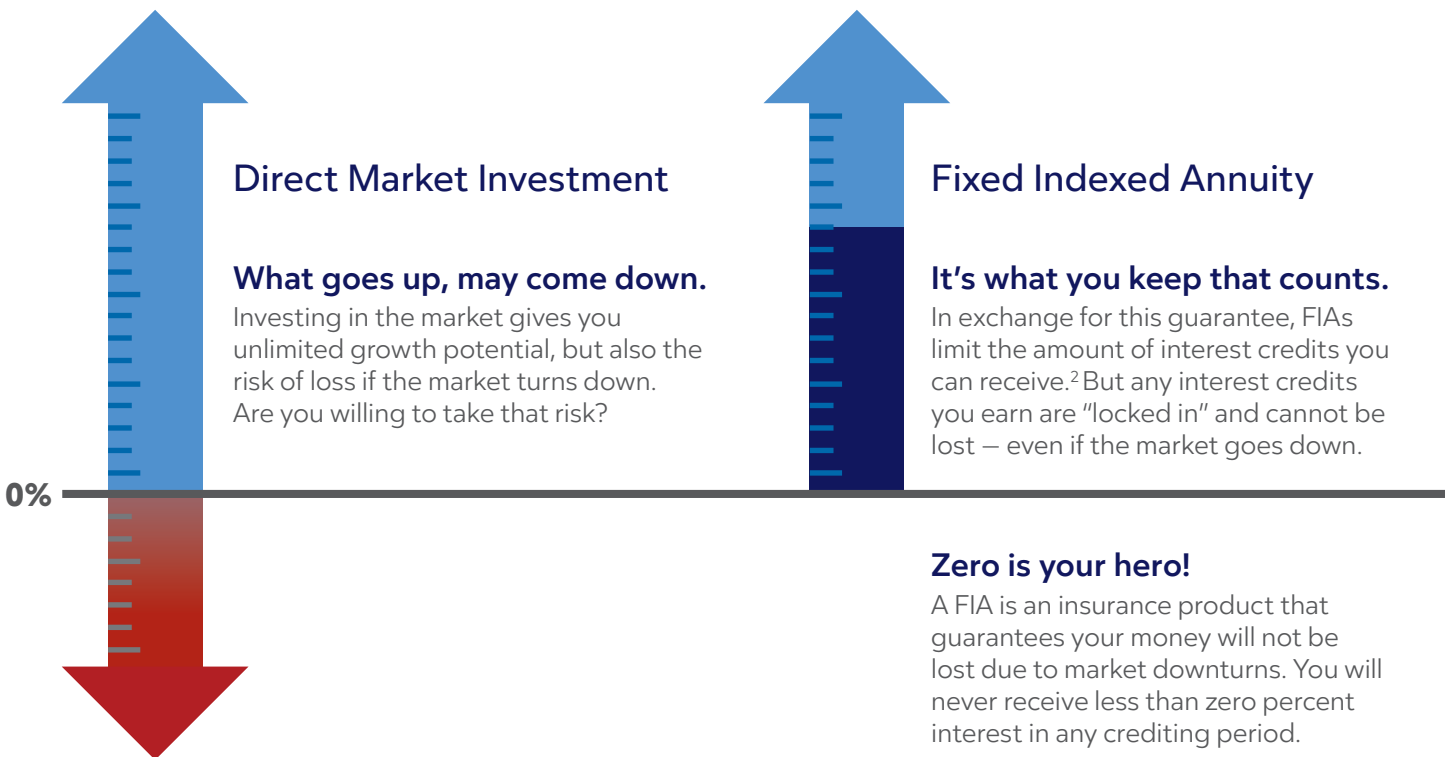 Direct Market Investment
What goes up, may come down.
Investing in the market gives you
unlimited growth potential, but also the
risk of loss if the market turns down.
Are you willing to take that risk?
Fixed Indexed Annuity
It’s what you keep that counts.
In exchange for this guarantee, FIAs
limit the amount of interest credits you
can receive.² But any interest credits
you earn are “locked in” and cannot be
lost – even if the market goes down.
0%
Zero is your hero!
A FIA is an insurance product that
guarantees your money will not be
lost due to market downturns. You will
never receive less than zero percent
interest in any crediting period.